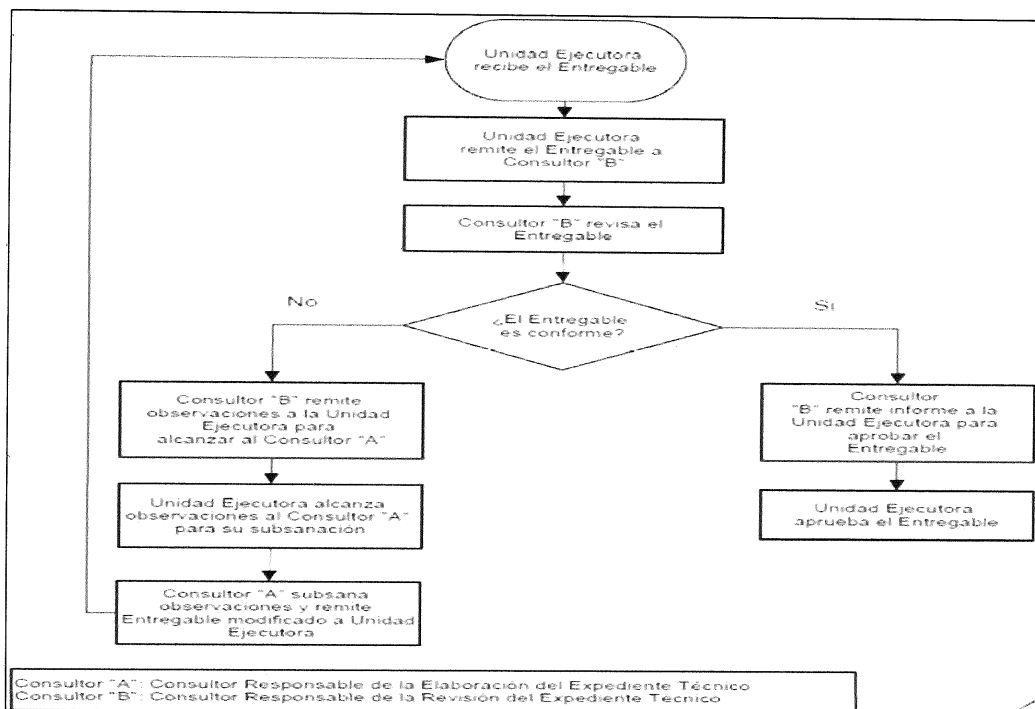 Unidad Ejecutora
recibe el Entregable
Unidad Ejecutora
remite el Entregable a
Consultor "B"
Consultor "B" revisa el
Entregable
¿El Entregable
es conforme?
No
Si
Consultor "B" remite
observaciones a la Unidad
Ejecutora para
alcanzar al Consultor "A"
Unidad Ejecutora alcanza
observaciones al Consultor "A"
para su subsanación
Consultor "A" subsana
observaciones y remite
Entregable modificado a Unidad
Ejecutora
Consultor
"B" remite informe a la
Unidad Ejecutora para
aprobar el
Entregable
Unidad Ejecutora
aprueba el Entregable
Consultor "A": Consultor Responsable de la Elaboración del Expediente Técnico
Consultor "B": Consultor Responsable de la Revisión del Expediente Técnico